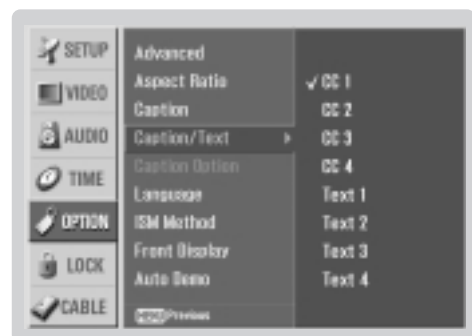 SETUP
VIDEO
AUDIO
TIME
OPTION
LOCK
CABLE
Advanced
Aspect Ratio
Caption
Caption/Text
Caption Option
Language
ISM Method
Front Display
Auto Demo
MENU Previous
✓ CC 1
CC 2
CC 3
CC 4
Text 1
Text 2
Text 3
Text 4